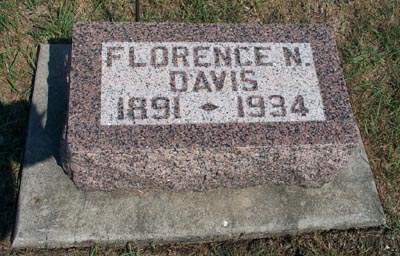 FLORENCE N.
DAVIS
1891 ◆ 1934